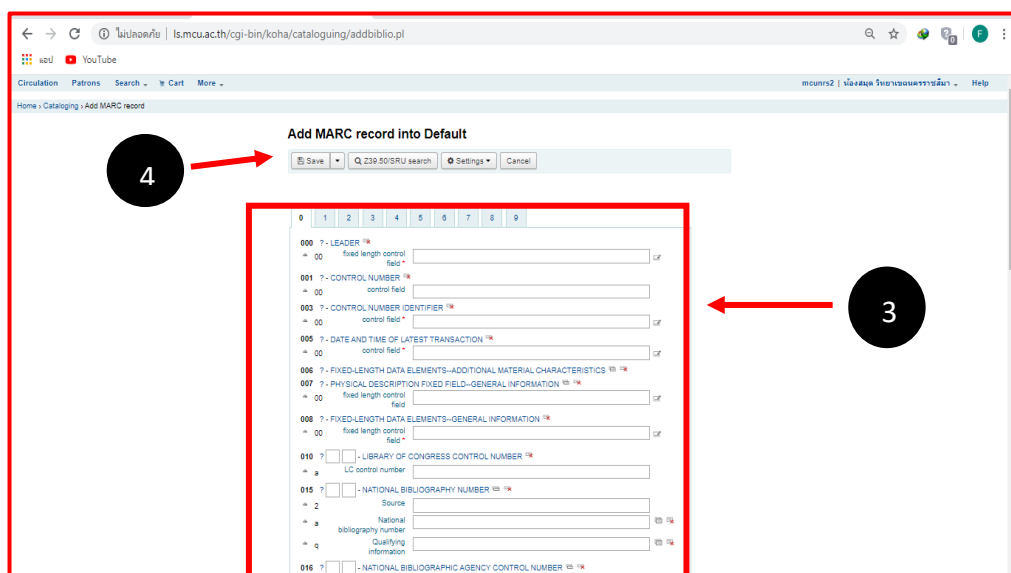 ไม่ปลอดภัย | ls.mcu.ac.th/cgi-bin/koha/cataloguing/addbiblio.pl
F
แอป YouTube
Circulation Patrons Search Cart More mcunrs2 | น้องสมุด วิทยาเขตนครราชสีมา Help
Home › Cataloging › Add MARC record
Add MARC record into Default
4
Save Z39.50/SRU search Settings Cancel
0 1 2 3 4 5 6 7 8 9
000 ? - LEADER
00 fixed length control
field *
001 ? - CONTROL NUMBER
00 control field
3
003 ? - CONTROL NUMBER IDENTIFIER
00 control field *
005 ? - DATE AND TIME OF LATEST TRANSACTION
00 control field *
006 ? - FIXED-LENGTH DATA ELEMENTS--ADDITIONAL MATERIAL CHARACTERISTICS
007 ? - PHYSICAL DESCRIPTION FIXED FIELD--GENERAL INFORMATION
00 fixed length control
field
008 ? - FIXED-LENGTH DATA ELEMENTS--GENERAL INFORMATION
00 fixed length control
field *
010 ? - LIBRARY OF CONGRESS CONTROL NUMBER
a LC control number
015 ? - NATIONAL BIBLIOGRAPHY NUMBER
2 Source
a National
bibliography number
q Qualifying
information
016 ? - NATIONAL BIBLIOGRAPHIC AGENCY CONTROL NUMBER